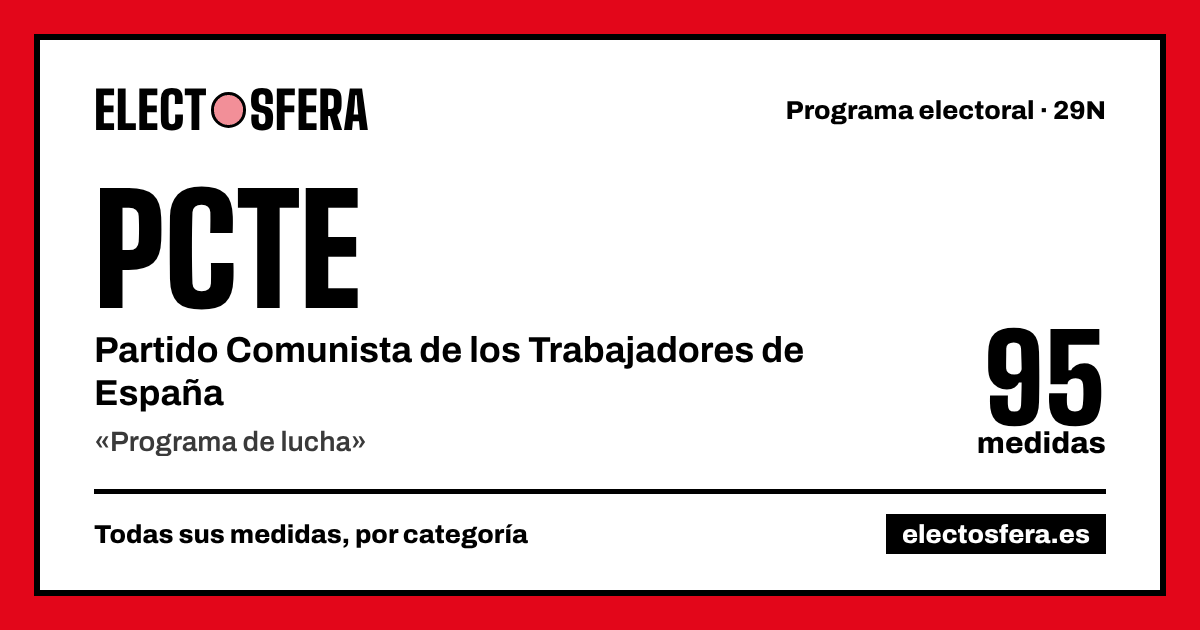 ELECTOSFERA
Programa electoral · 29N
PCTE
Partido Comunista de los Trabajadores de
España
«Programa de lucha»
95
medidas
Todas sus medidas, por categoría
electosfera.es